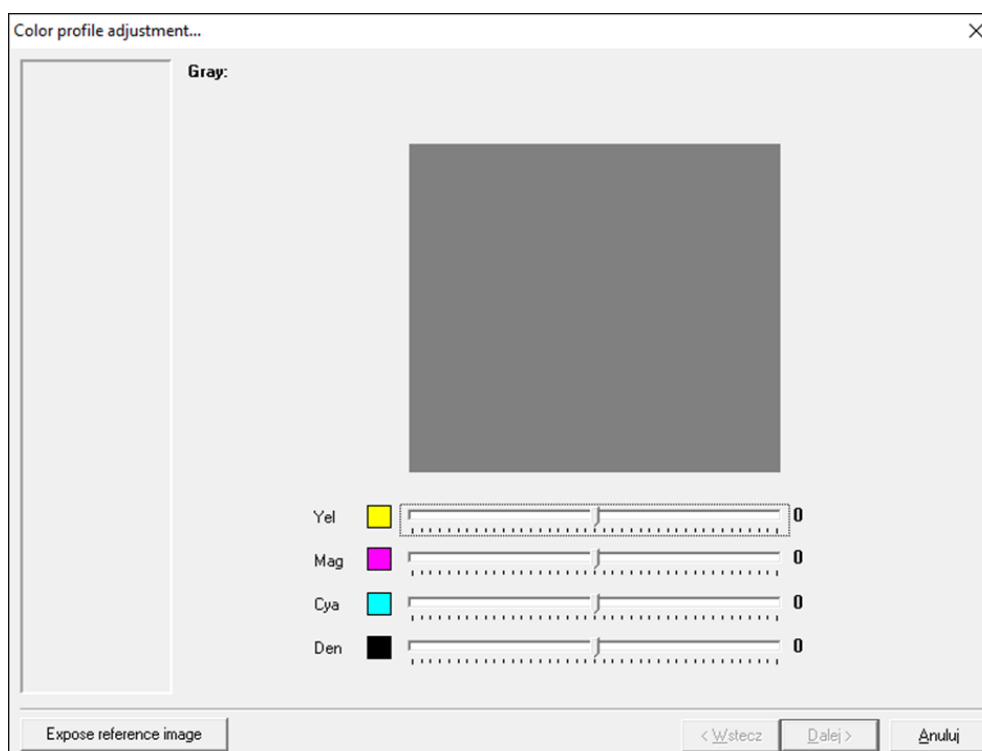 Color profile adjustment...
Gray:
Yel 0
Mag 0
Cya 0
Den 0
Expose reference image
< Wstecz
Dalej >
Anuluj